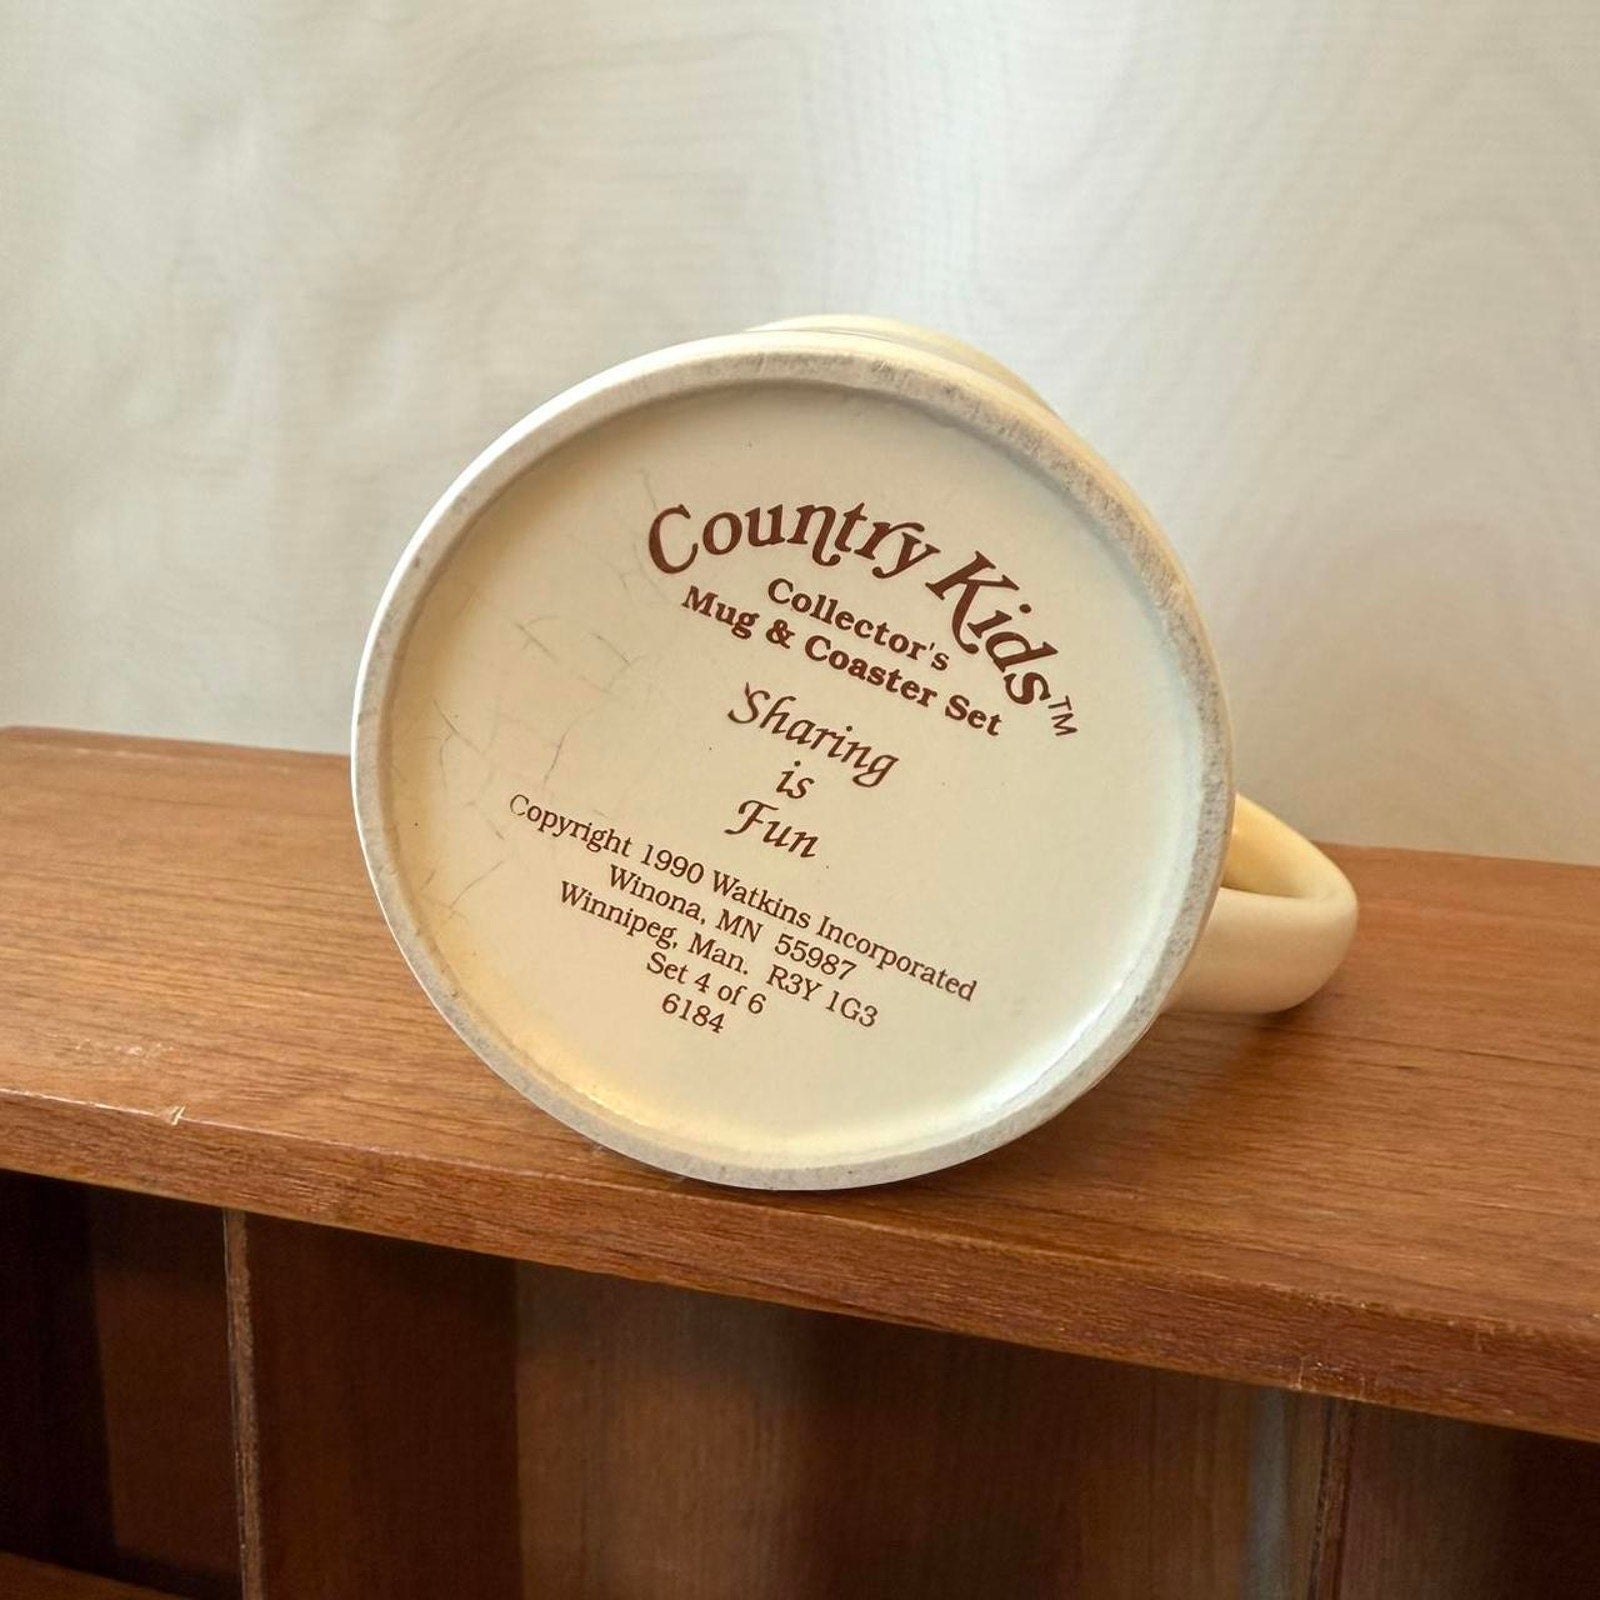 Country Kids™
Collector's
Mug & Coaster Set
Sharing
is
Fun
Copyright 1990 Watkins Incorporated
Winona, MN 55987
Winnipeg, Man. R3Y 1G3
Set 4 of 6
6184